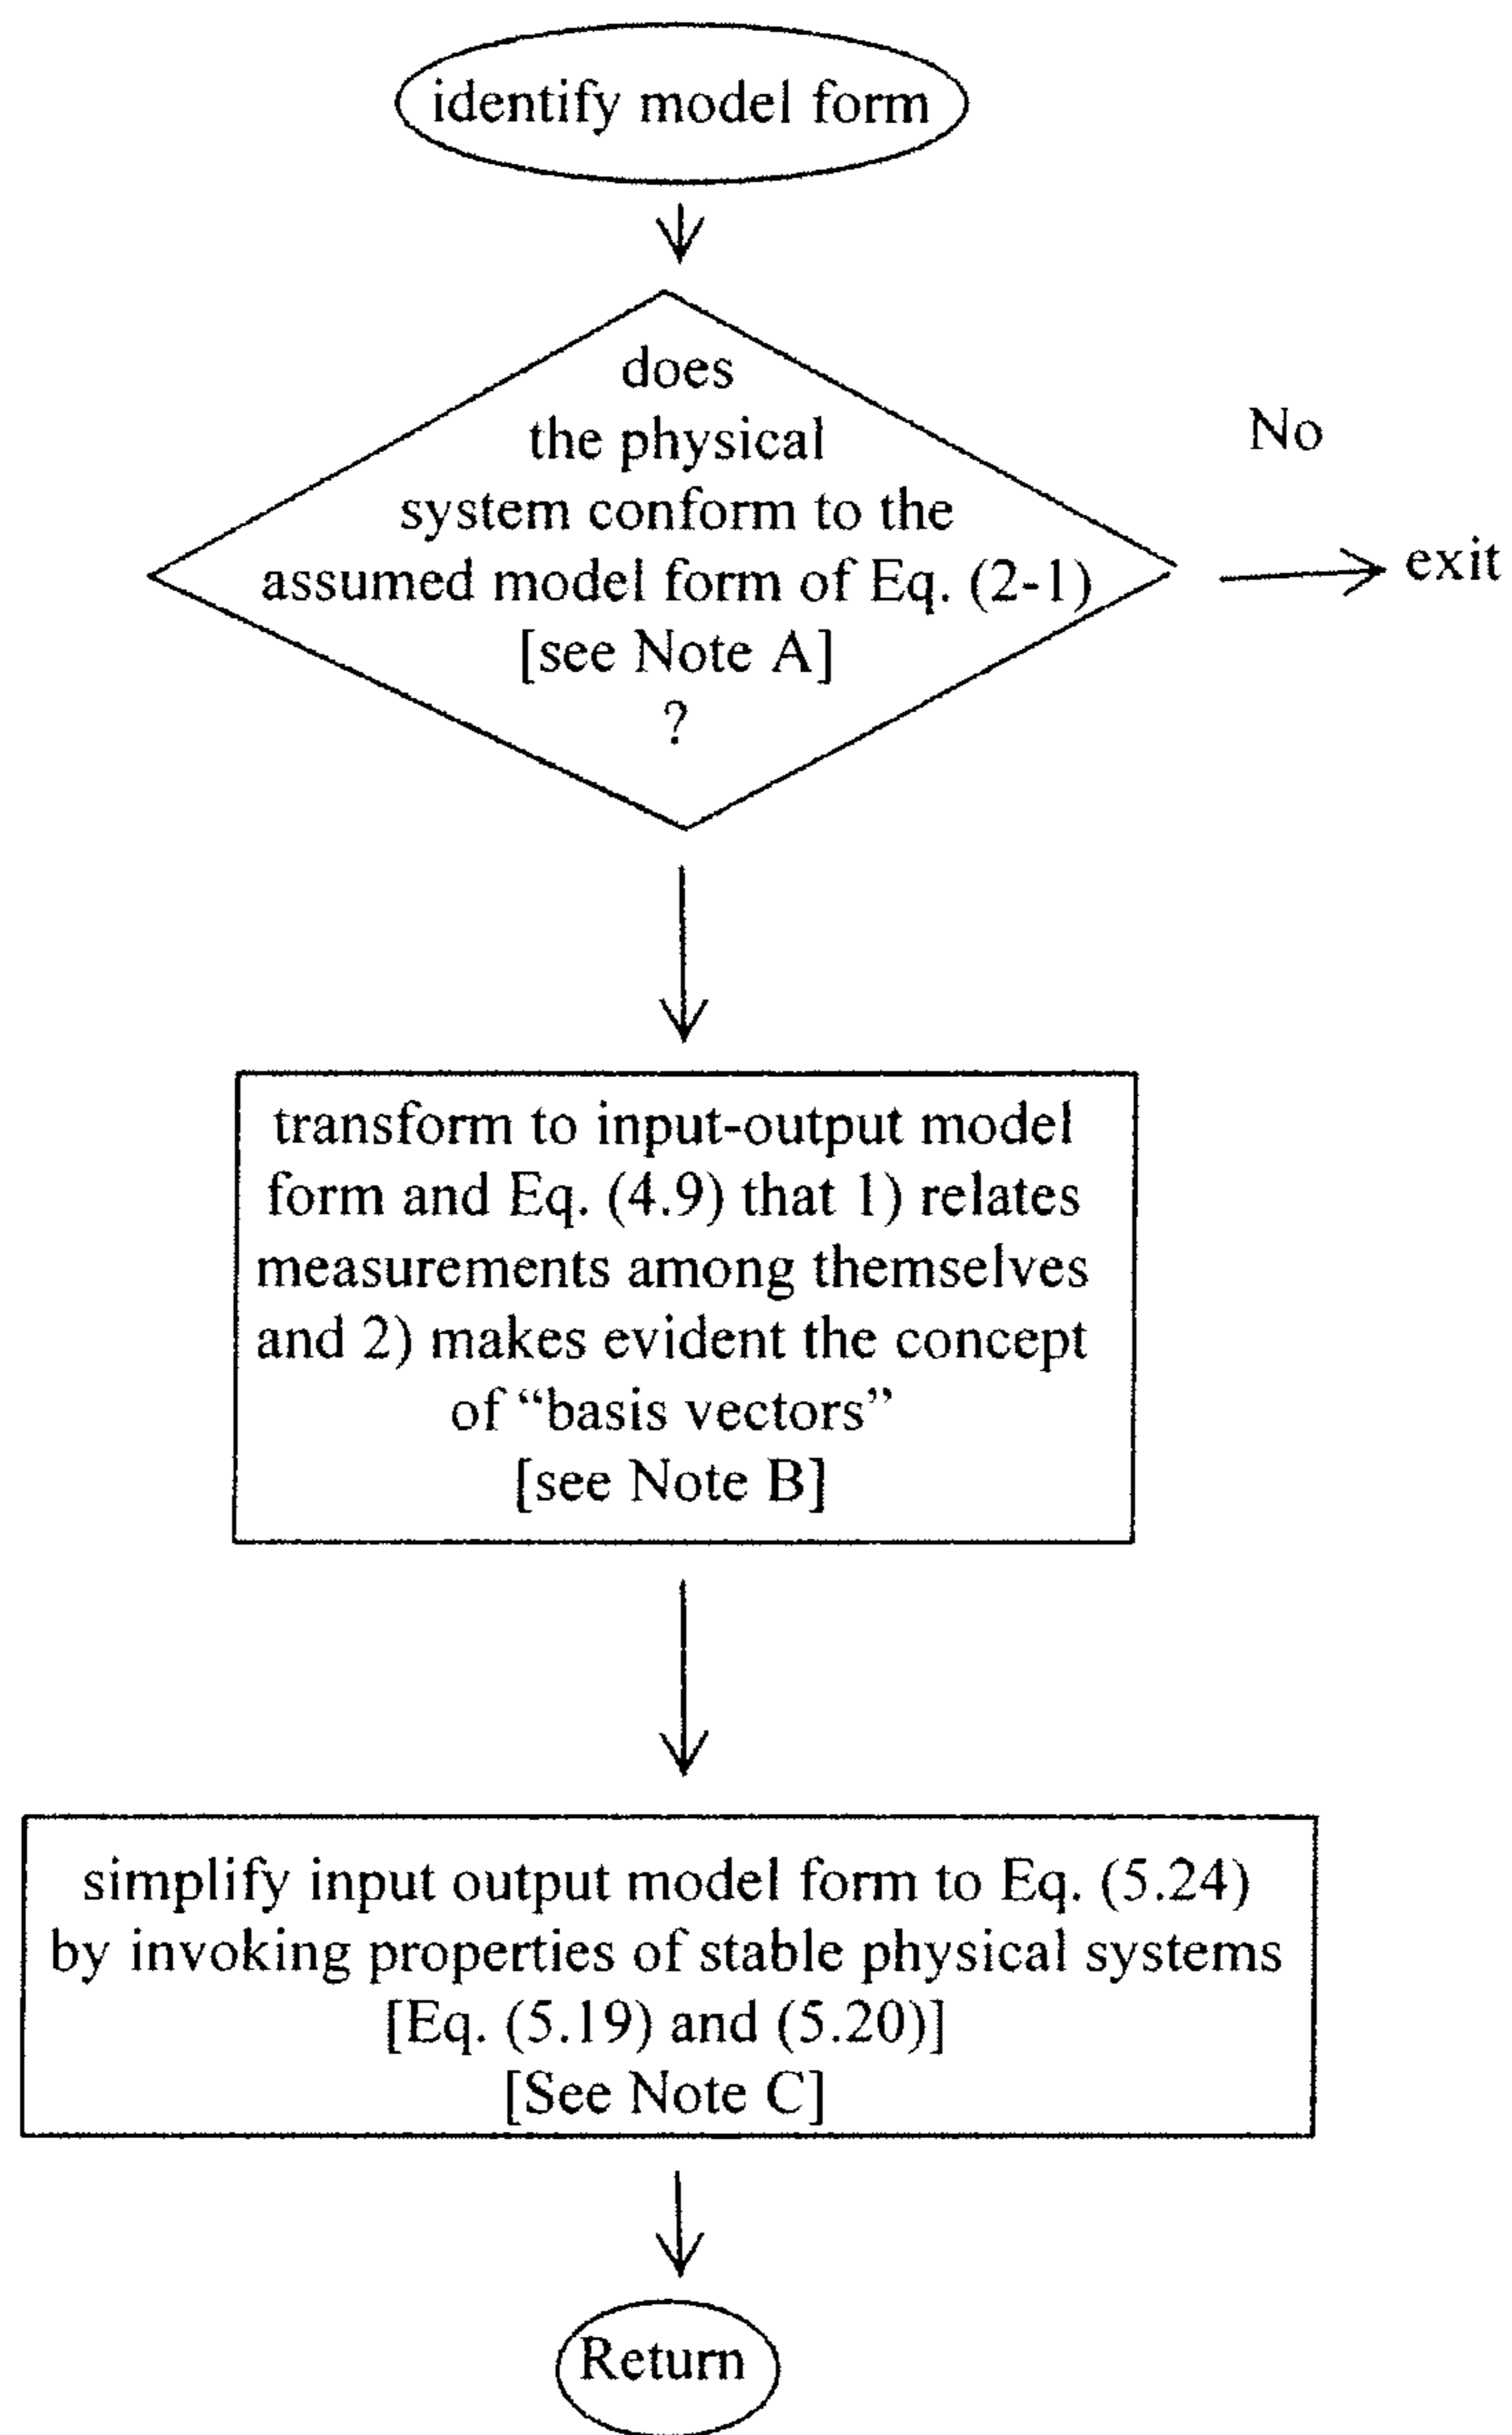 identify model form
does
the physical
system conform to the
assumed model form of Eq. (2-1)
[see Note A]
?
No
exit
transform to input-output model
form and Eq. (4.9) that 1) relates
measurements among themselves
and 2) makes evident the concept
of “basis vectors”
[see Note B]
simplify input output model form to Eq. (5.24)
by invoking properties of stable physical systems
[Eq. (5.19) and (5.20)]
[See Note C]
Return